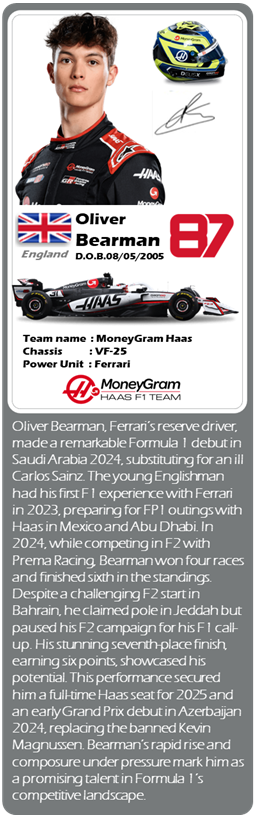 HAAS
Oliver
Bearman
England
D.O.B.08/05/2005
87
HAAS
Team name : MoneyGram Haas
Chassis : VF-25
Power Unit : Ferrari
MoneyGram
HAAS F1 TEAM
Oliver Bearman, Ferrari's reserve driver,
made a remarkable Formula 1 debut in
Saudi Arabia 2024, substituting for an ill
Carlos Sainz. The young Englishman
had his first F1 experience with Ferrari
in 2023, preparing for FP1 outings with
Haas in Mexico and Abu Dhabi. In
2024, while competing in F2 with
Prema Racing, Bearman won four races
and finished sixth in the standings.
Despite a challenging F2 start in
Bahrain, he claimed pole in Jeddah but
paused his F2 campaign for his F1 call-
up. His stunning seventh-place finish,
earning six points, showcased his
potential. This performance secured
him a full-time Haas seat for 2025 and
an early Grand Prix debut in Azerbaijan
2024, replacing the banned Kevin
Magnussen. Bearman's rapid rise and
composure under pressure mark him as
a promising talent in Formula 1's
competitive landscape.